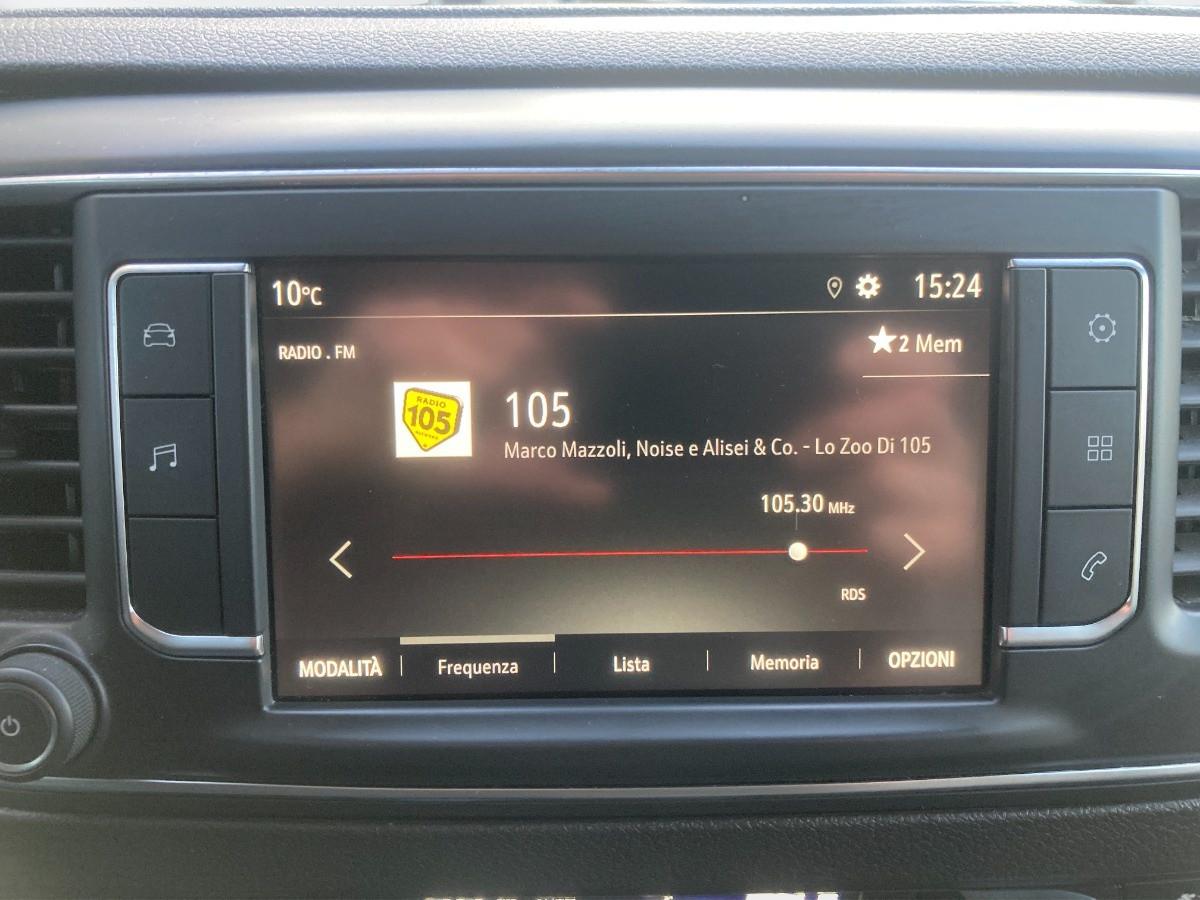 10°C
15:24
RADIO . FM
★2 Mem
RADIO
105
NETWORK
105
Marco Mazzoli, Noise e Alisei & Co. - Lo Zoo Di 105
105.30 MHz
RDS
MODALITÀ
Frequenza
Lista
Memoria
OPZIONI